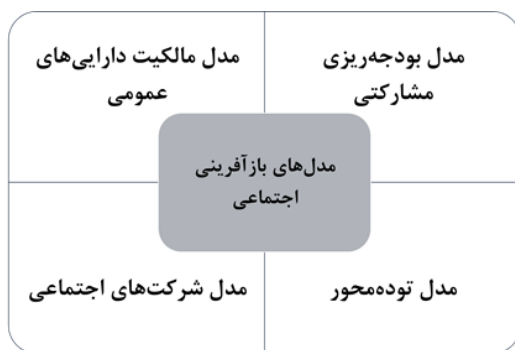 مدل بودجه‌ریزی
مشارکتی
مدل مالکیت دارایی‌های
عمومی
مدل‌های بازآفرینی
اجتماعی
مدل توده‌محور
مدل شرکت‌های اجتماعی